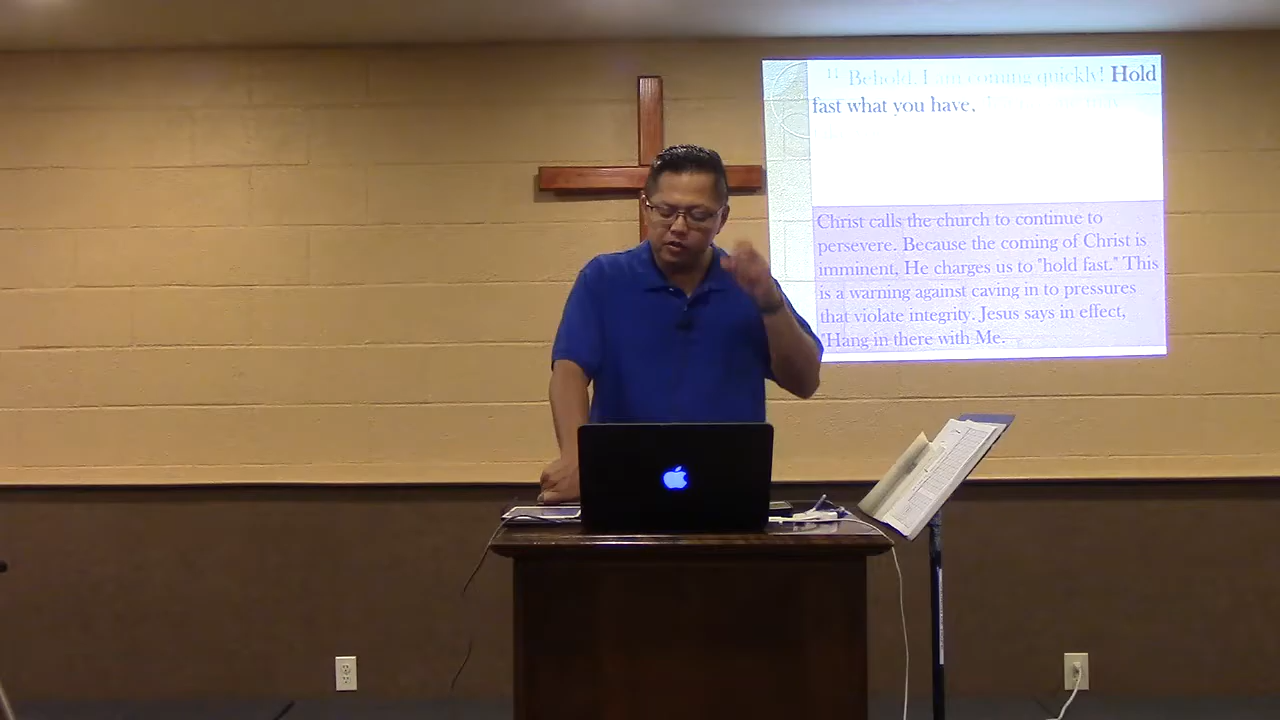 11 Behold, I am coming quickly! Hold
fast what you have,
Christ calls the church to continue to
persevere. Because the coming of Christ is
imminent, He charges us to "hold fast." This
is a warning against caving in to pressures
that violate integrity. Jesus says in effect,
"Hang in there with Me.